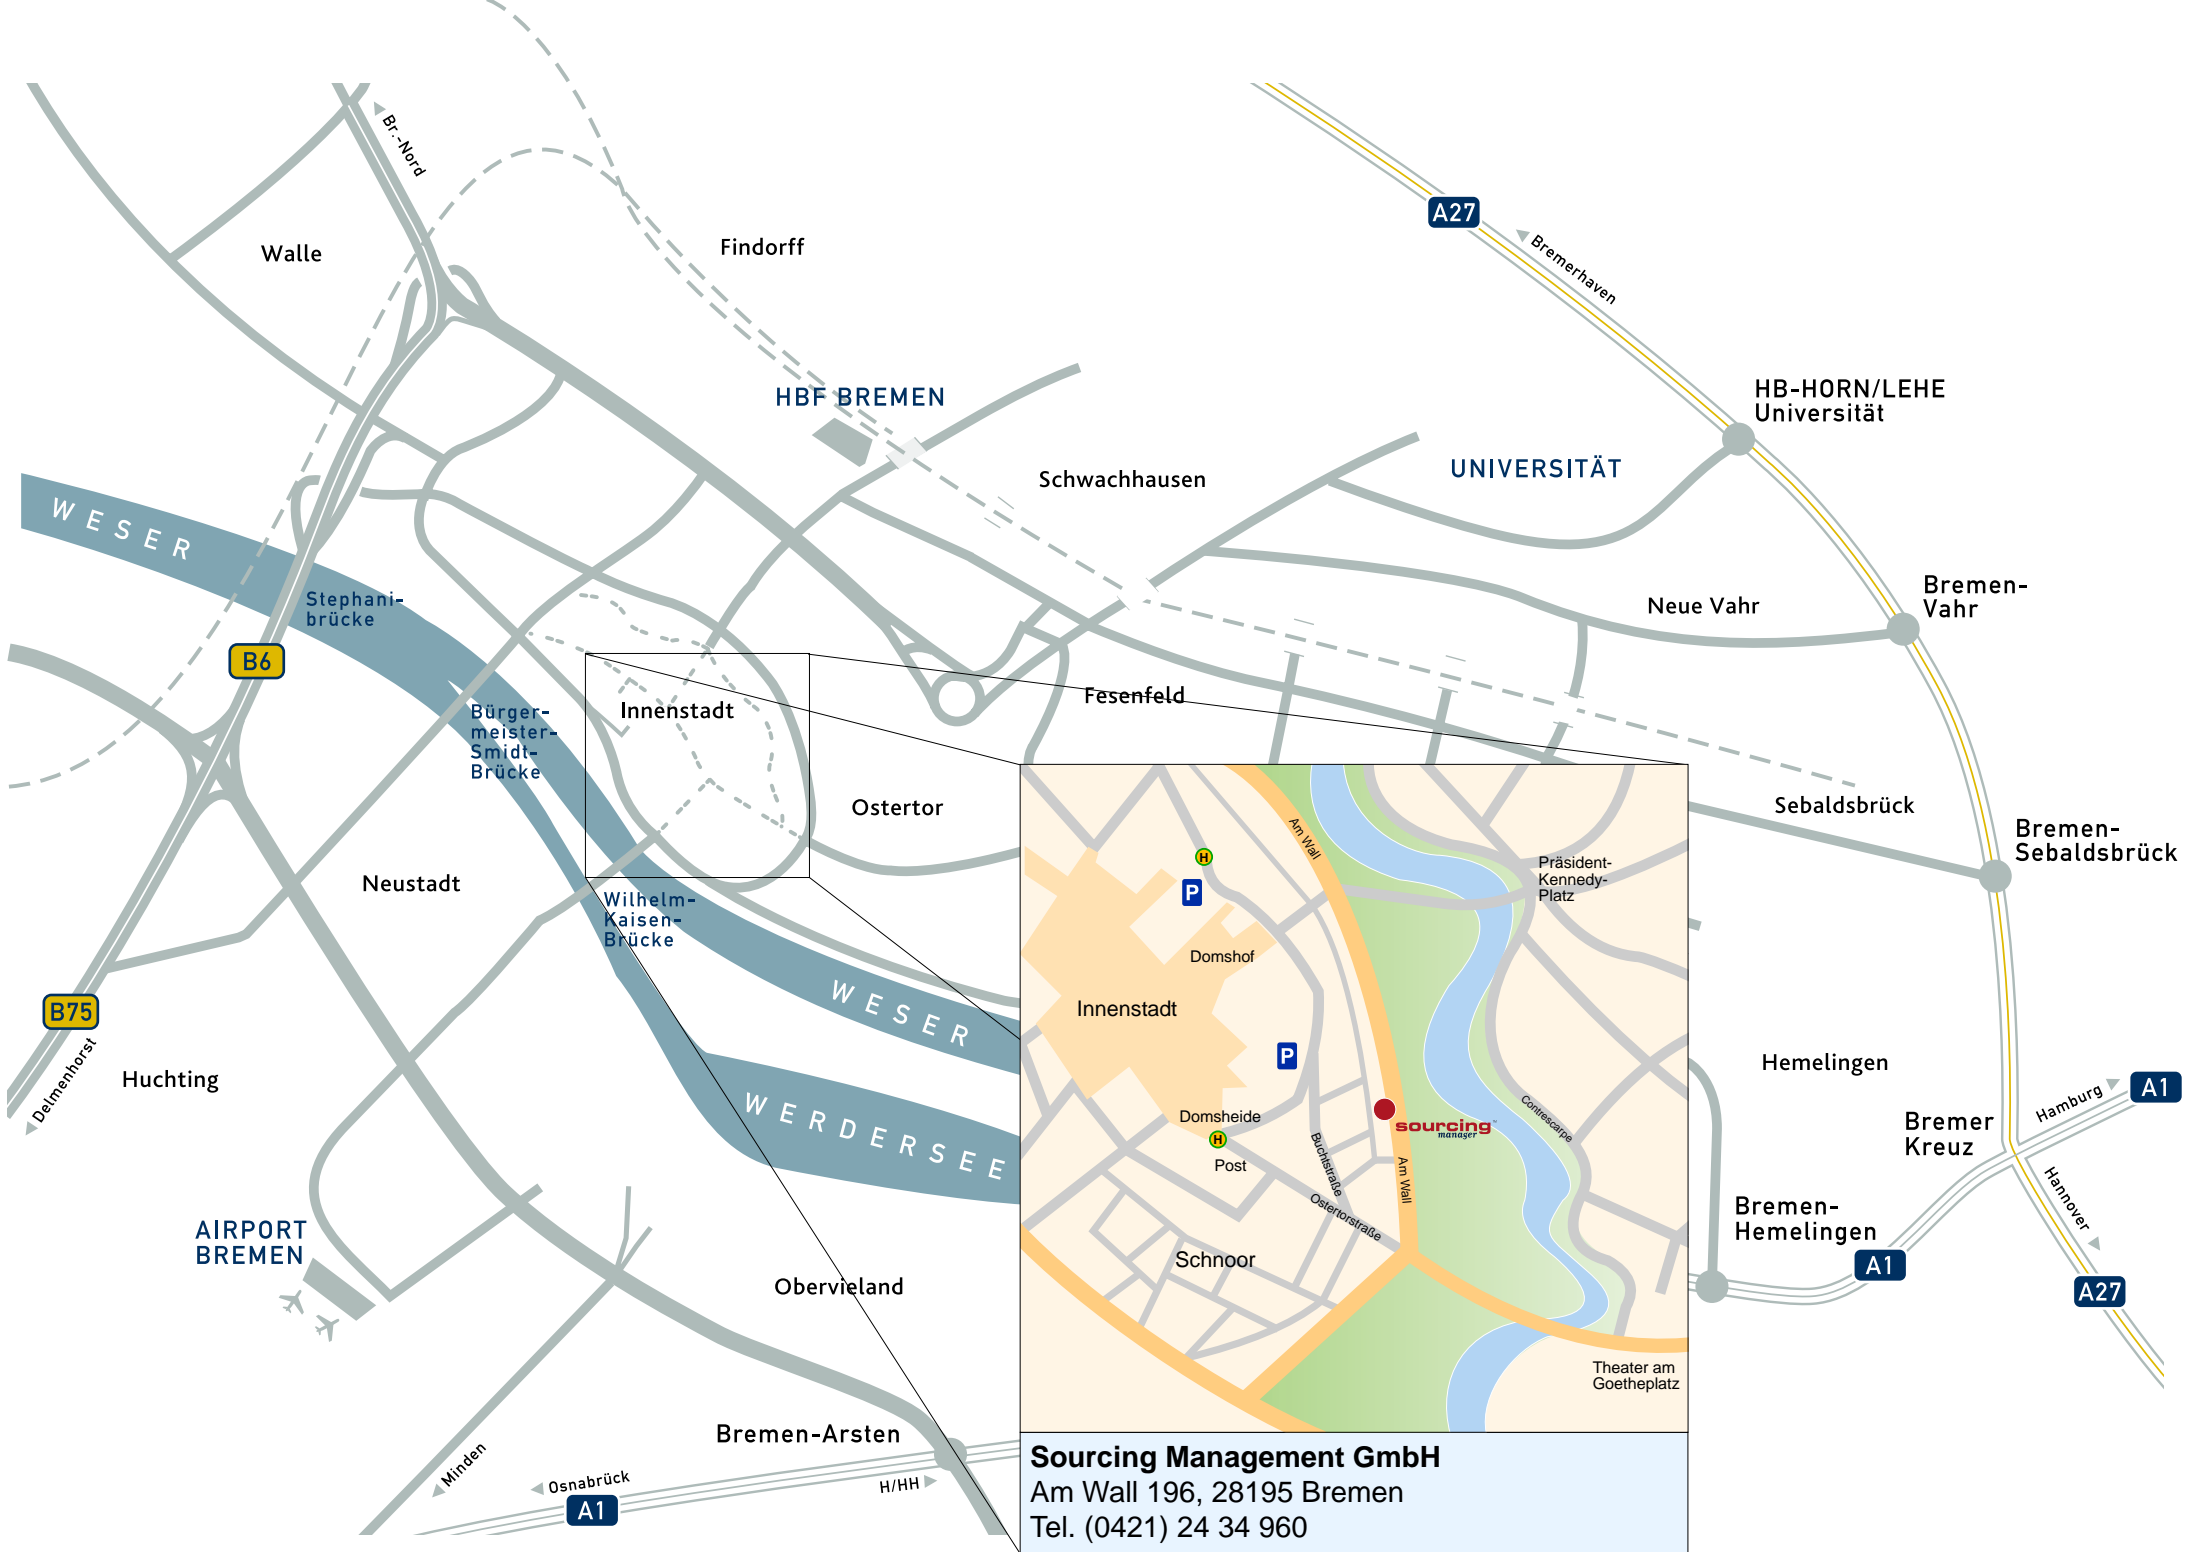 Br.-Nord
Walle
Findorff
A27
Bremerhaven
HBF BREMEN
HB-HORN/LEHE
Universität
UNIVERSITÄT
Schwachhausen
WESER
Stephani-
brücke
B6
Bremen-
Vahr
Neue Vahr
Fesenfeld
Innenstadt
Bürger-
meister-
Smidt-
Brücke
Ostertor
Sebaldsbrück
Bremen-
Sebaldsbrück
Neustadt
Wilhelm-
Kaisen-
Brücke
WESER
B75
Delmenhorst
Huchting
WERDERSEE
Hemelingen
Hamburg
A1
Bremer
Kreuz
Hannover
Bremen-
Hemelingen
A1
A27
AIRPORT
BREMEN
Obervieland
Bremen-Arsten
Minden
Osnabrück
H/HH
A1
Am Wall
H
P
Präsident-
Kennedy-
Platz
Domshof
Innenstadt
P
Domsheide
H
Post
sourcing
manager
Contrescarpe
Buchtstraße
Am Wall
Ostertorstraße
Schnoor
Theater am
Goetheplatz
Sourcing Management GmbH
Am Wall 196, 28195 Bremen
Tel. (0421) 24 34 960